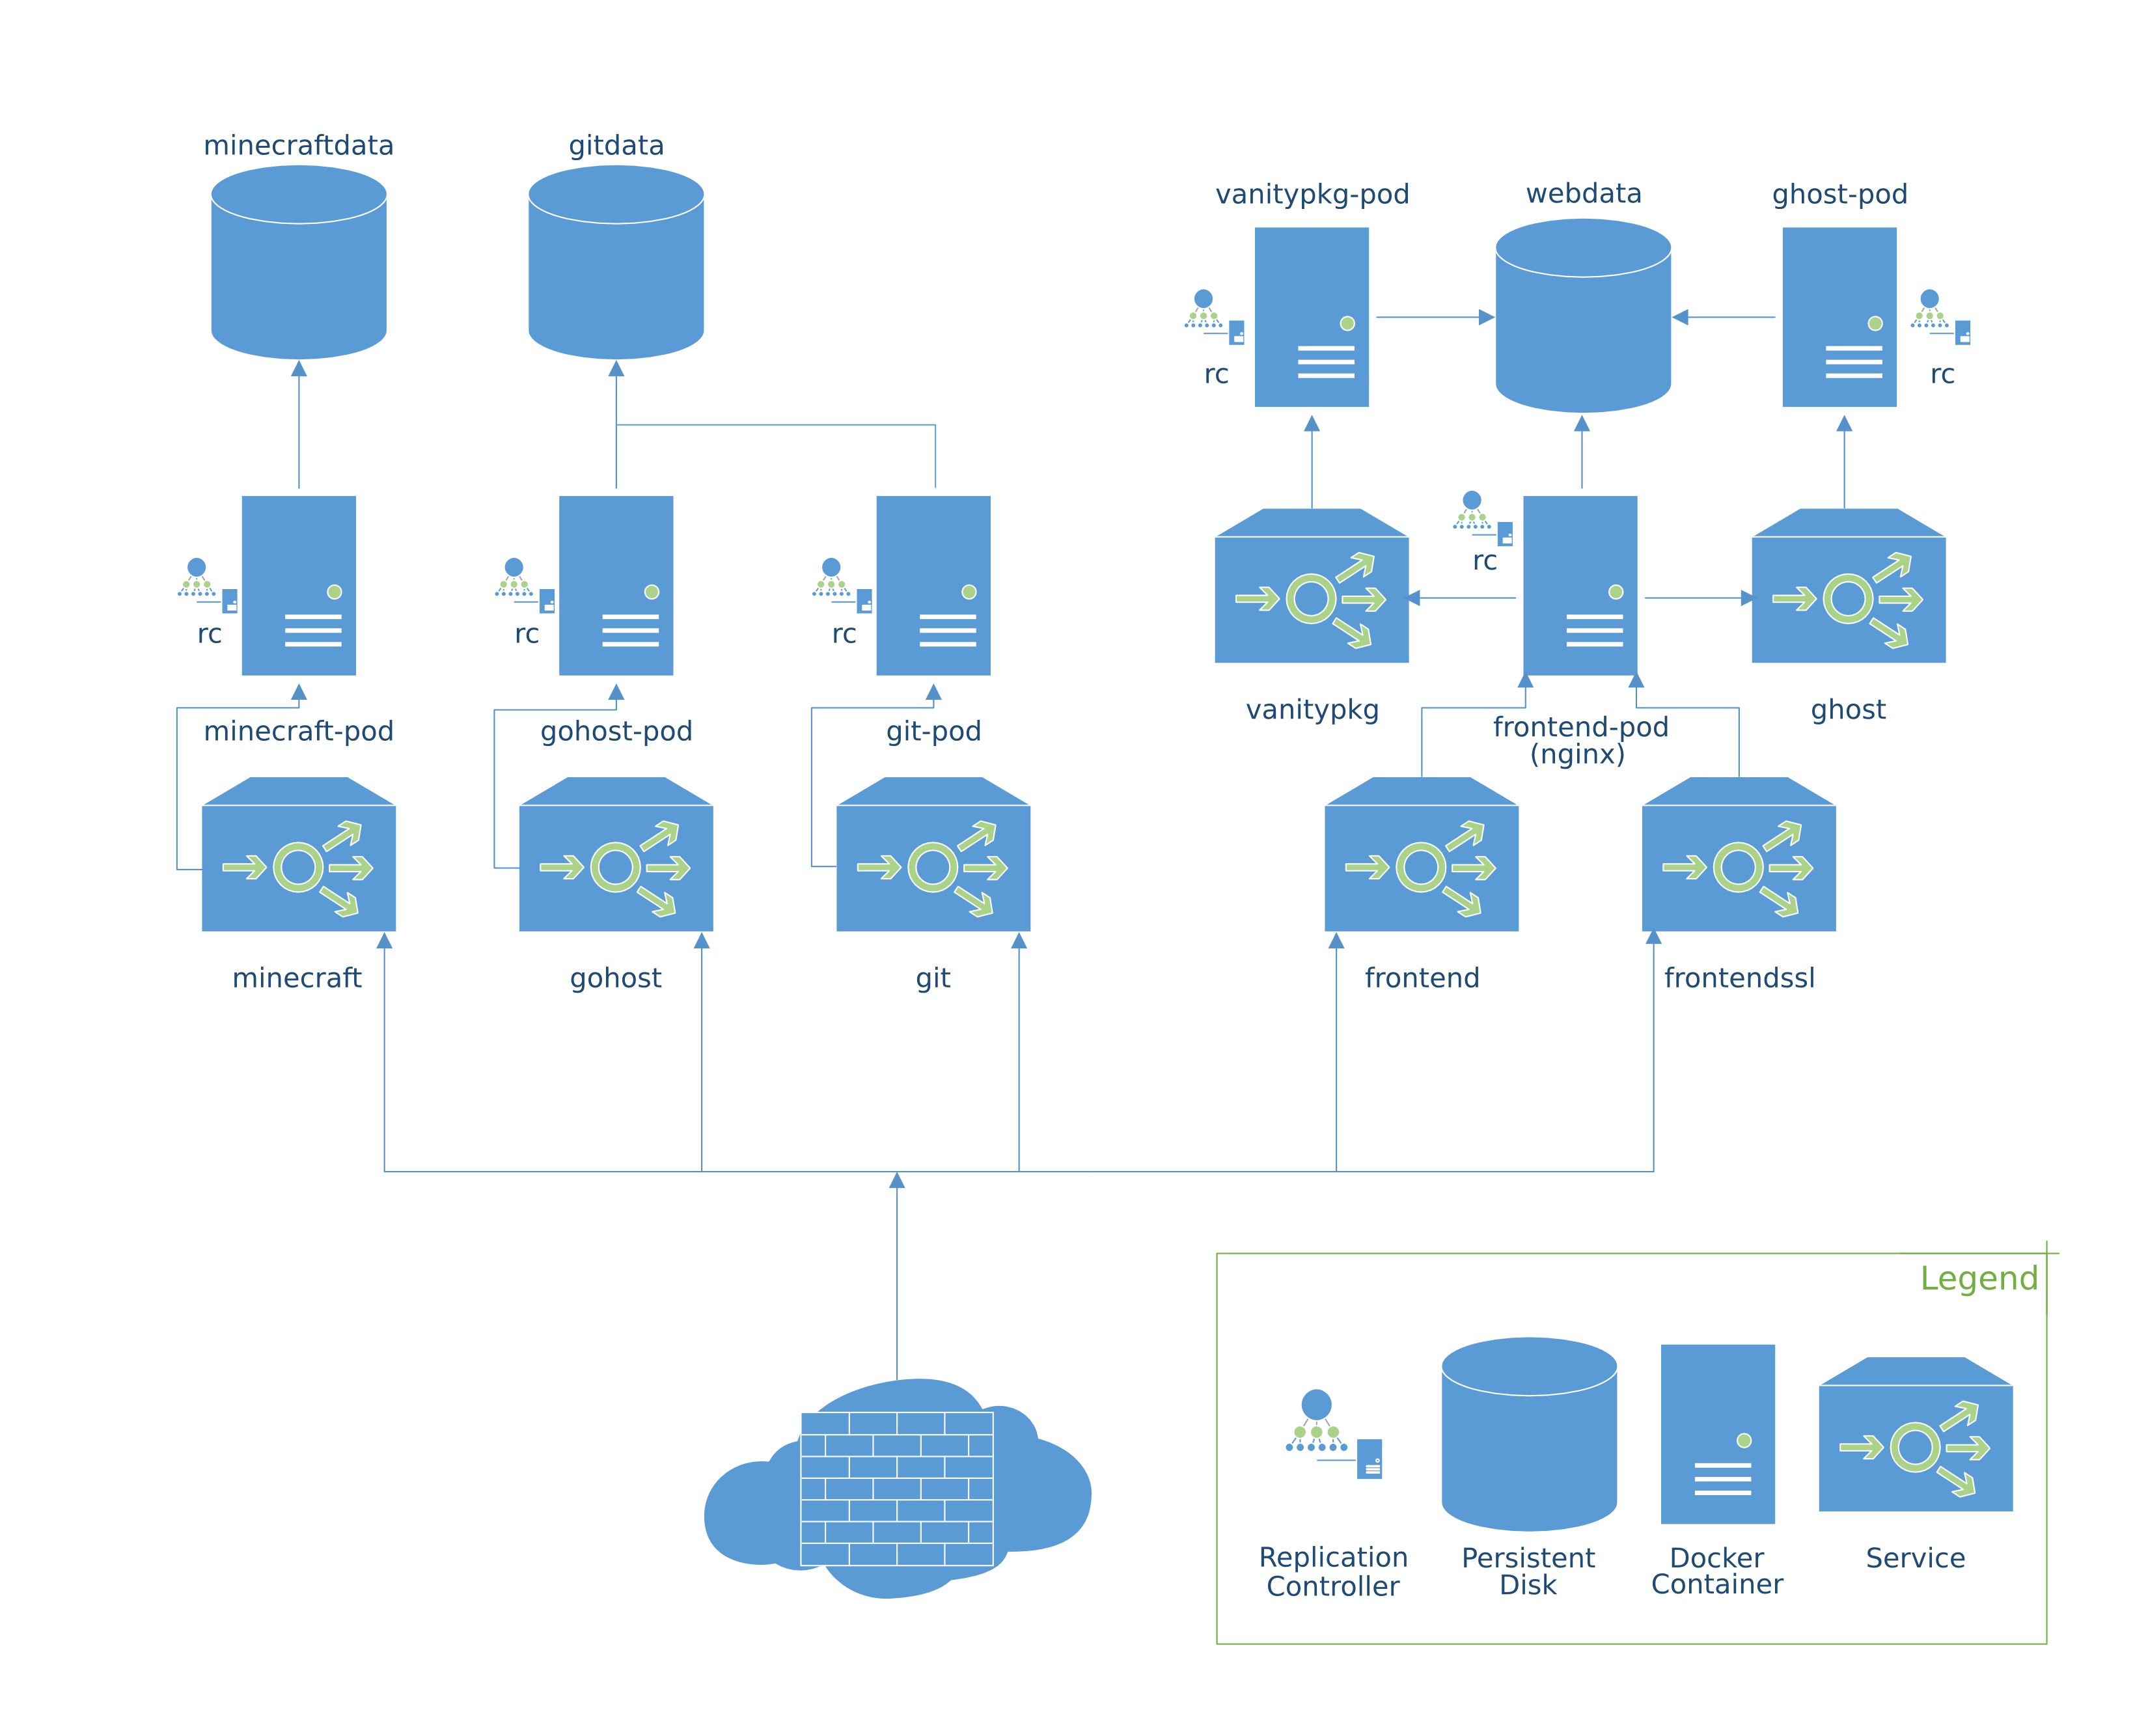 minecraftdata
gitdata
vanitypkg-pod
webdata
ghost-pod
rc
rc
rc
rc
rc
rc
minecraft-pod
gohost-pod
git-pod
vanitypkg
frontend-pod
(nginx)
ghost
minecraft
gohost
git
frontend
frontendssl
Legend
Replication
Controller
Persistent
Disk
Docker
Container
Service